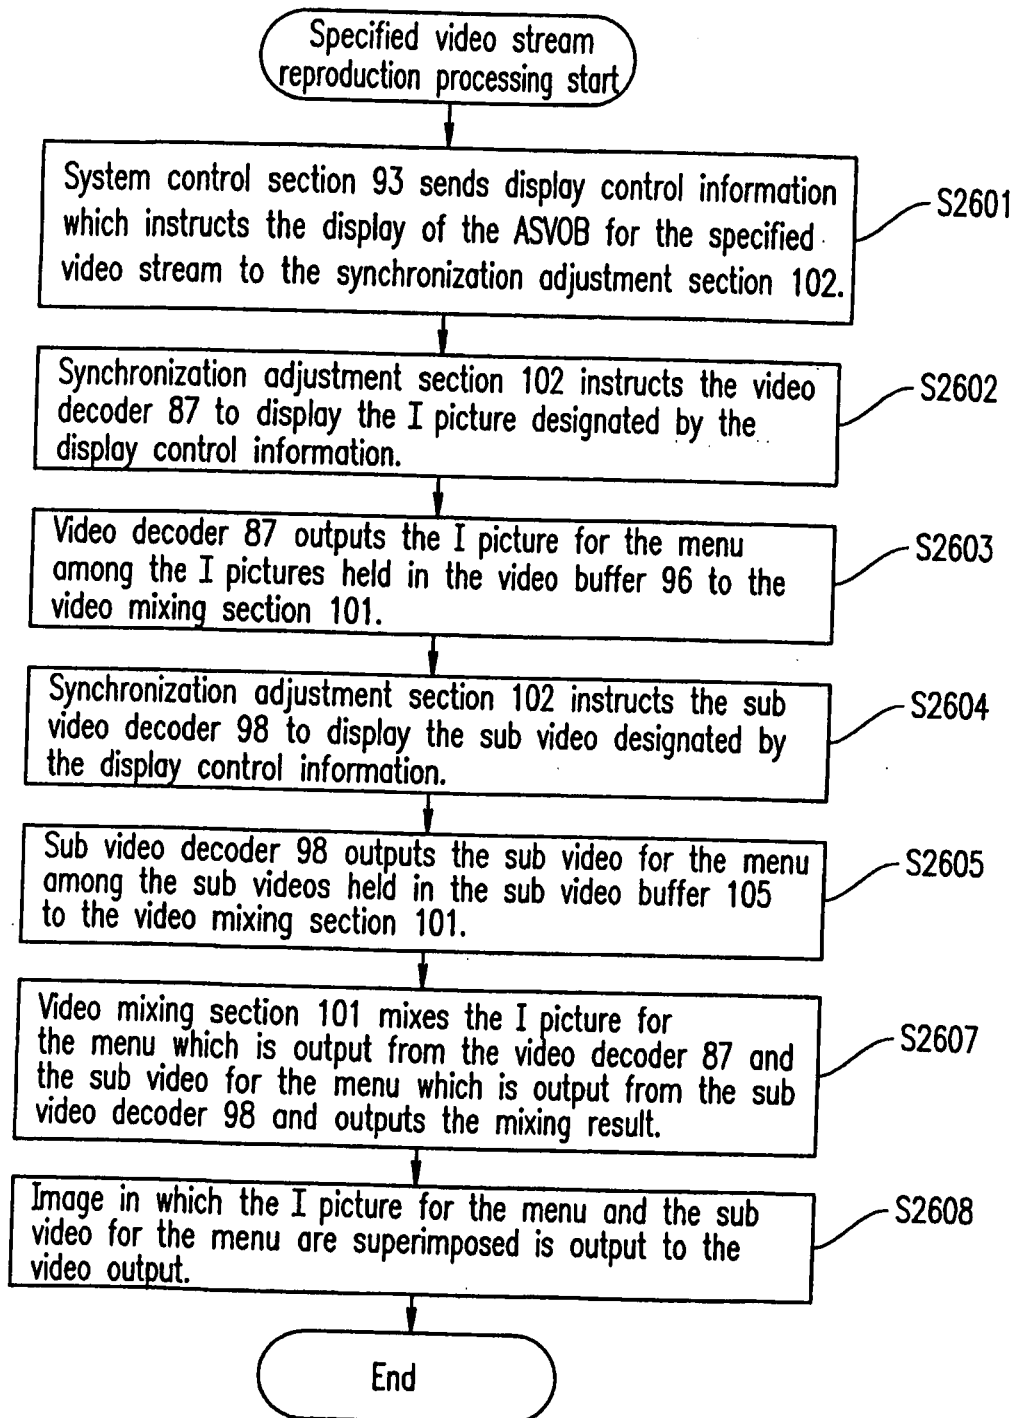 Specified video stream
reproduction processing start
System control section 93 sends display control information
which instructs the display of the ASVOB for the specified
video stream to the synchronization adjustment section 102.
S2601
Synchronization adjustment section 102 instructs the video
decoder 87 to display the I picture designated by the
display control information.
S2602
Video decoder 87 outputs the I picture for the menu
among the I pictures held in the video buffer 96 to the
video mixing section 101.
S2603
Synchronization adjustment section 102 instructs the sub
video decoder 98 to display the sub video designated by
the display control information.
S2604
Sub video decoder 98 outputs the sub video for the menu
among the sub videos held in the sub video buffer 105
to the video mixing section 101.
S2605
Video mixing section 101 mixes the I picture for
the menu which is output from the video decoder 87 and
the sub video for the menu which is output from the sub
video decoder 98 and outputs the mixing result.
S2607
Image in which the I picture for the menu and the sub
video for the menu are superimposed is output to the
video output.
S2608
End